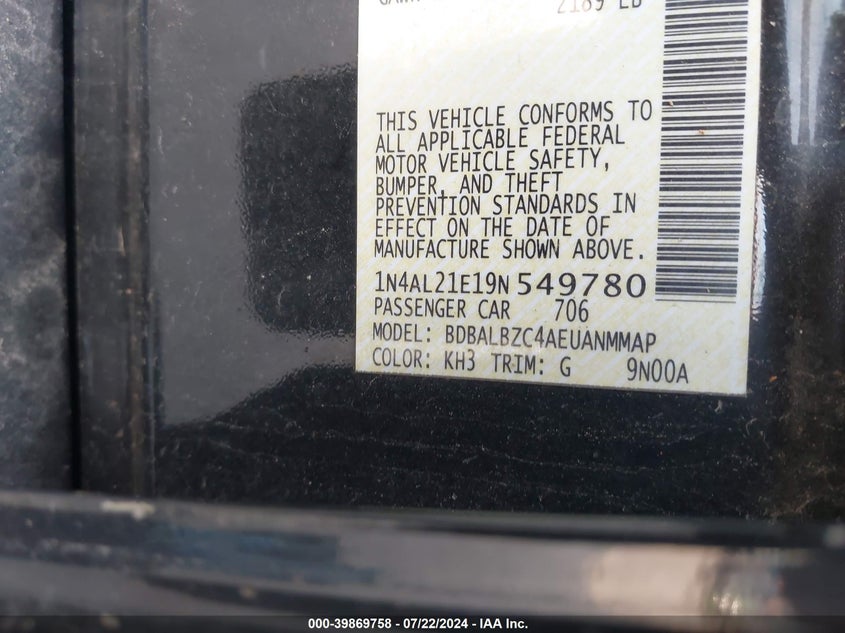 2189 LB
THIS VEHICLE CONFORMS TO
ALL APPLICABLE FEDERAL
MOTOR VEHICLE SAFETY,
BUMPER, AND THEFT
PREVENTION STANDARDS IN
EFFECT ON THE DATE OF
MANUFACTURE SHOWN ABOVE.
1N4AL21E19N 549780
PASSENGER CAR 706
MODEL: BDBALBZC4AEUANMMAP
COLOR: KH3 TRIM: G 9N00A
000-39869758 - 07/22/2024 - IAA Inc.